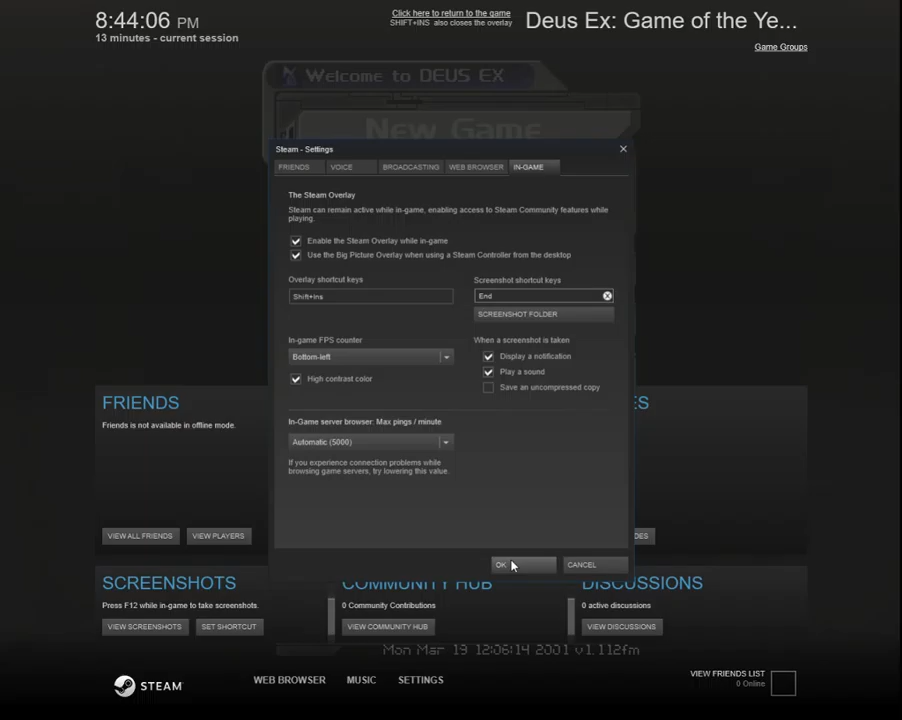 8:44:06 PM
13 minutes - current session
Click here to return to the game
SHIFT+INS also closes the overlay
Deus Ex: Game of the Ye...
Game Groups
Welcome to DEUS EX
New Game
Steam - Settings
FRIENDS
VOICE
BROADCASTING
WEB BROWSER
IN-GAME
The Steam Overlay
Steam can remain active while in-game, enabling access to Steam Community features while
playing.
Enable the Steam Overlay while in-game
Use the Big Picture Overlay when using a Steam Controller from the desktop
Overlay shortcut keys
Shift+Ins
Screenshot shortcut keys
End
SCREENSHOT FOLDER
In-game FPS counter
Bottom-left
High contrast color
When a screenshot is taken
Display a notification
Play a sound
Save an uncompressed copy
In-Game server browser: Max pings / minute
Automatic (5000)
If you experience connection problems while
browsing game servers, try lowering this value.
OK
CANCEL
FRIENDS
Friends is not available in offline mode.
VIEW ALL FRIENDS
VIEW PLAYERS
ES
DES
SCREENSHOTS
Press F12 while in-game to take screenshots.
VIEW SCREENSHOTS
SET SHORTCUT
COMMUNITY HUB
0 Community Contributions
VIEW COMMUNITY HUB
DISCUSSIONS
0 active discussions
VIEW DISCUSSIONS
Mon Mar 19 12:06:14 2001 v1.112fm
STEAM
WEB BROWSER
MUSIC
SETTINGS
VIEW FRIENDS LIST
0 Online